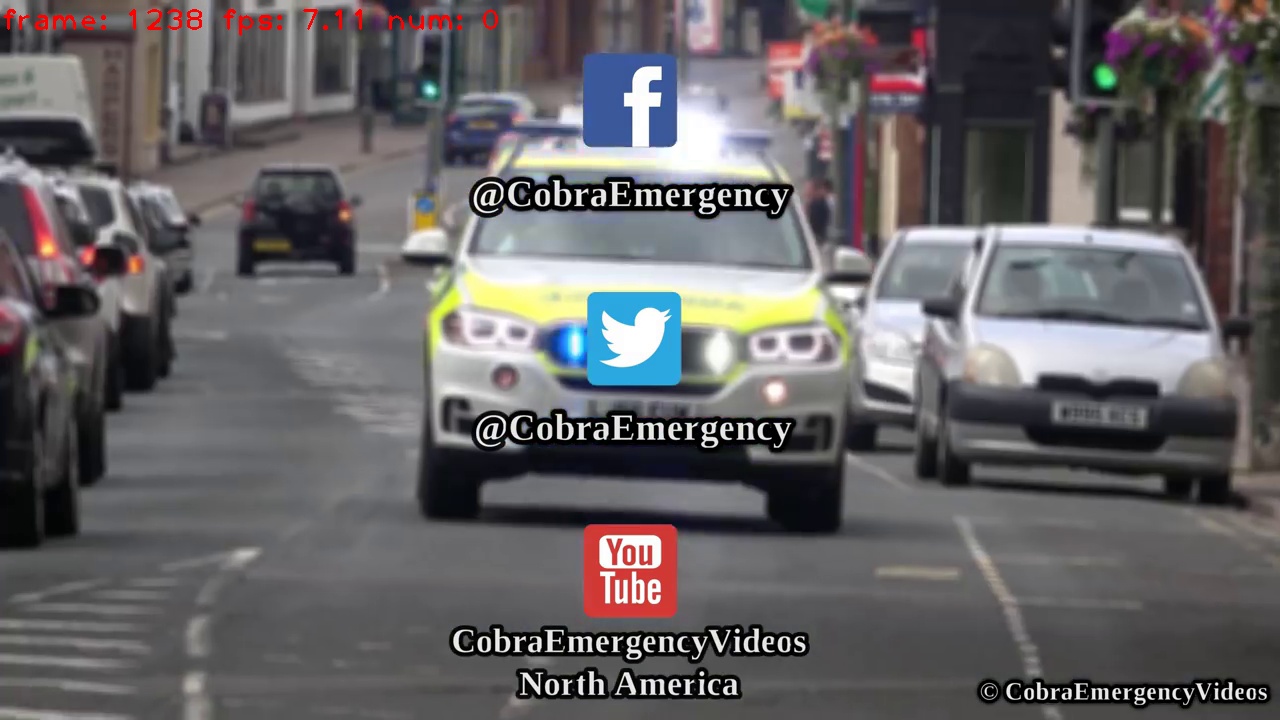 frame: 1238 fps: 7.11 num: 0
f
@CobraEmergency
@CobraEmergency
You
Tube
CobraEmergencyVideos
North America
© CobraEmergencyVideos